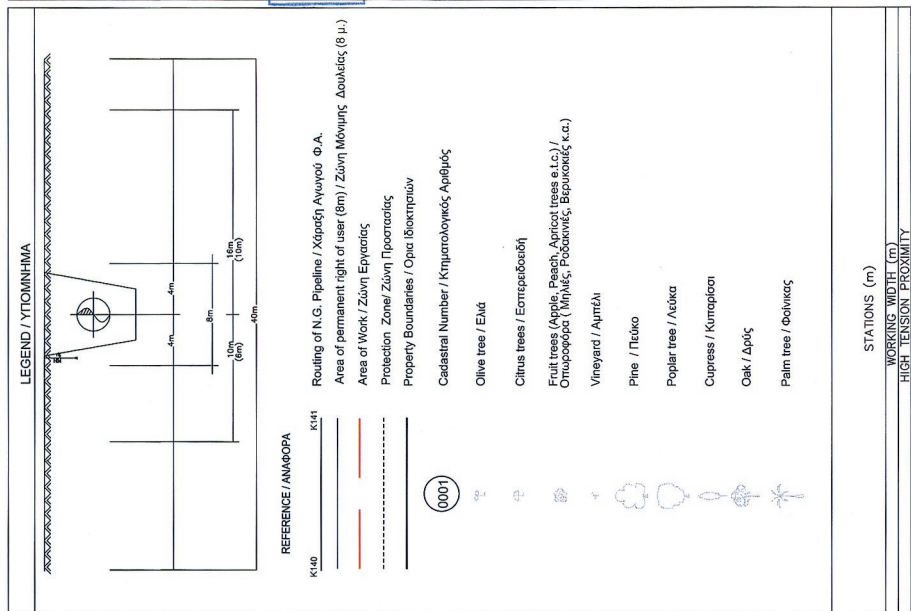 LEGEND / ΥΠΟΜΝΗΜΑ
4m
4m
8m
10m
(6m)
16m
(10m)
40m
REFERENCE / ΑΝΑΦΟΡΑ
K140
K141
Routing of N.G. Pipeline / Χάραξη Αγωγού Φ.Α.
Area of permanent right of user (8m) / Ζώνη Μόνιμης Δουλείας (8 μ.)
Area of Work / Ζώνη Εργασίας
Protection Zone/ Ζώνη Προστασίας
Property Boundaries / Ορια Ιδιοκτησιών
0001
Cadastral Number / Κτηματολογικός Αριθμός
Olive tree / Ελιά
Citrus trees / Εσπερειδοειδή
Fruit trees (Apple, Peach, Apricot trees e.t.c.) /
Οπωροφόρα ( Μηλιές, Ροδακινιές, Βερυκοκιές κ.α.)
Vineyard / Αμπέλι
Pine / Πεύκο
Poplar tree / Λεύκα
Cupress / Κυπαρίσσι
Oak / Δρύς
Palm tree / Φοίνικας
STATIONS (m)
WORKING WIDTH (m)
HIGH TENSION PROXIMITY